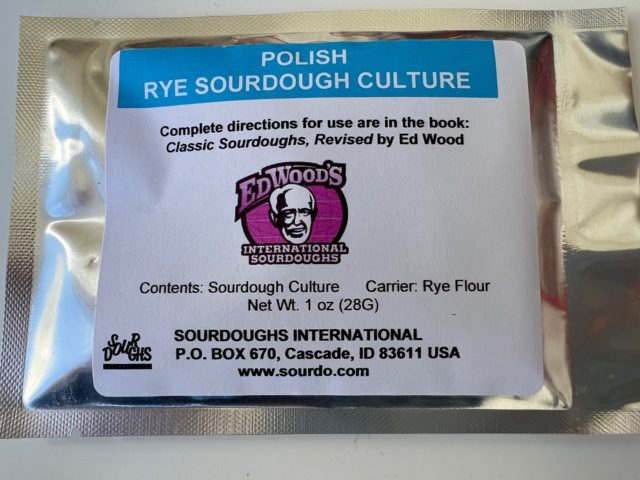 POLISH
RYE SOURDOUGH CULTURE
Complete directions for use are in the book:
Classic Sourdoughs, Revised by Ed Wood
ED WOOD'S
INTERNATIONAL
SOURDOUGHS
Contents: Sourdough Culture Carrier: Rye Flour
Net Wt. 1 oz (28G)
SOURDOUGHS
SOURDOUGHS INTERNATIONAL
P.O. BOX 670, Cascade, ID 83611 USA
www.sourdo.com